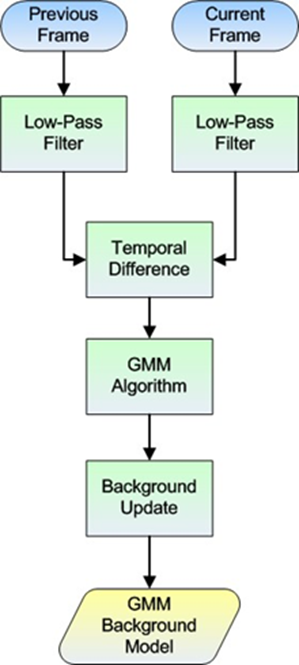 Previous
Frame
Current
Frame
Low-Pass
Filter
Low-Pass
Filter
Temporal
Difference
GMM
Algorithm
Background
Update
GMM
Background
Model